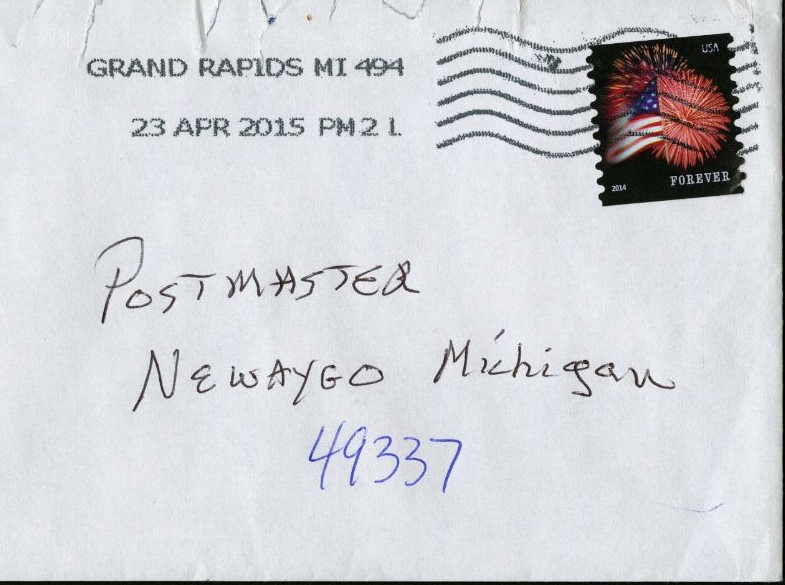 GRAND RAPIDS MI 494
23 APR 2015 PM 2 L
USA
FOREVER
2014
POSTMASTER
NEWAYGO Michigan
49337